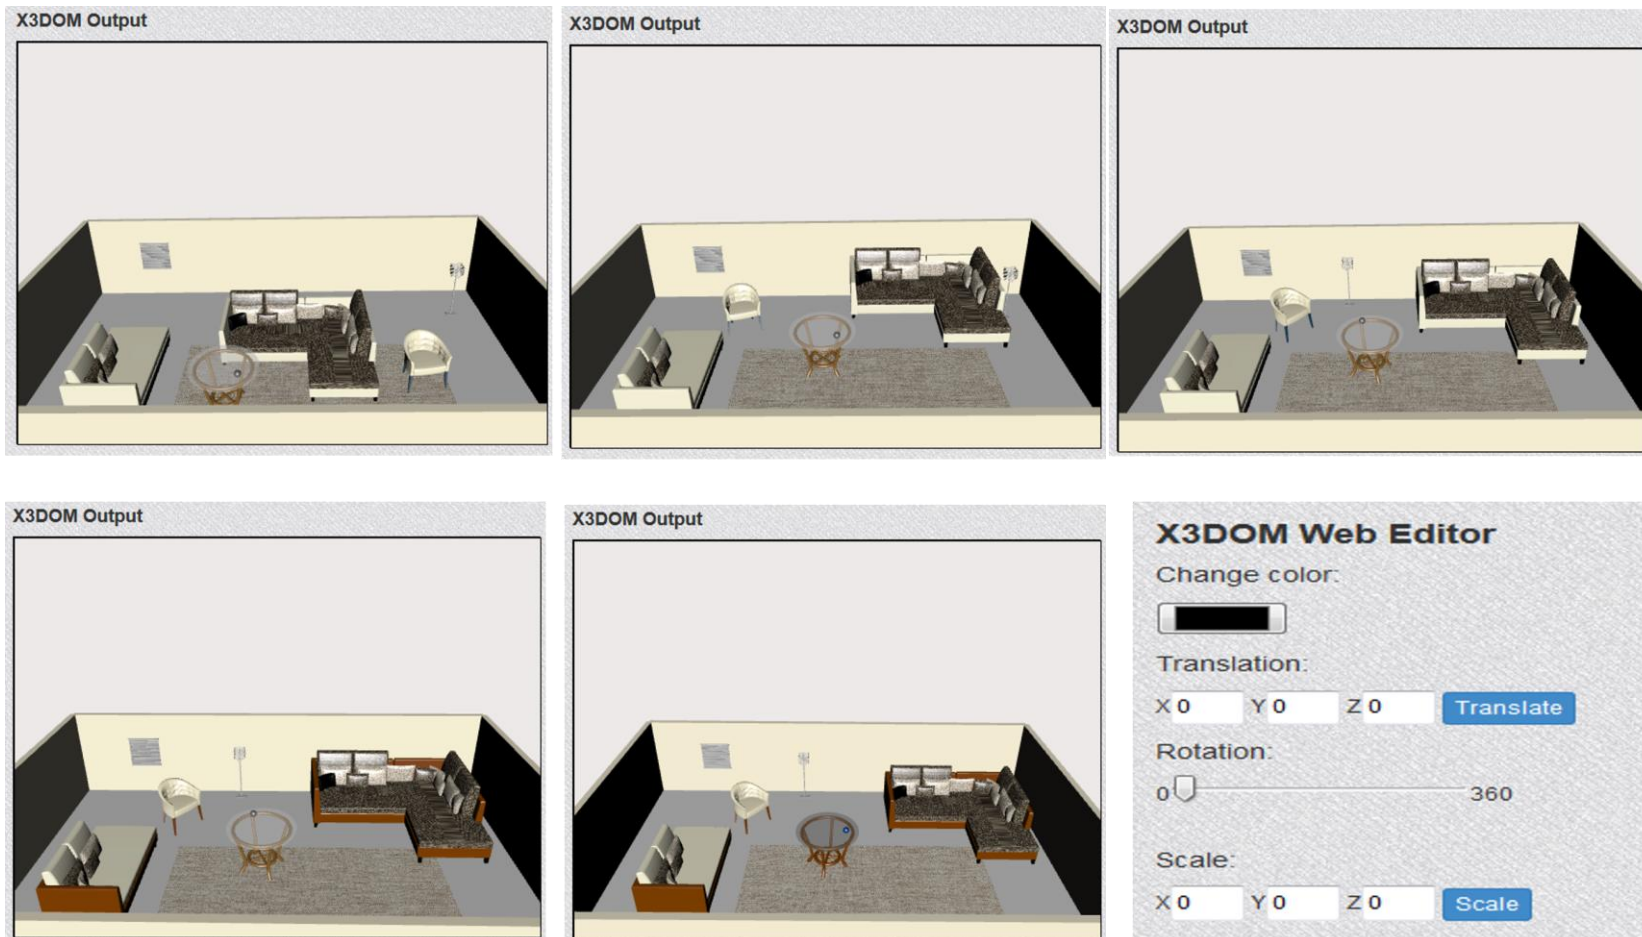 X3DOM Output
X3DOM Output
X3DOM Output
X3DOM Output
X3DOM Output
X3DOM Web Editor
Change color:
Translation:
X 0 Y 0 Z 0 Translate
Rotation:
0 360
Scale:
X 0 Y 0 Z 0 Scale